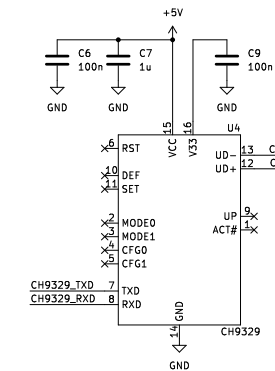 +5V
C6
100n
C7
1u
C9
100n
GND
GND
GND
15
16
U4
VCC
V33
6
RST
13
UD-
C
12
UD+
C
10
DEF
11
SET
2
MODE0
3
MODE1
4
CFG0
5
CFG1
9
UP
1
ACT#
CH9329_TXD
7
TXD
CH9329_RXD
8
RXD
GND
14
CH9329
GND